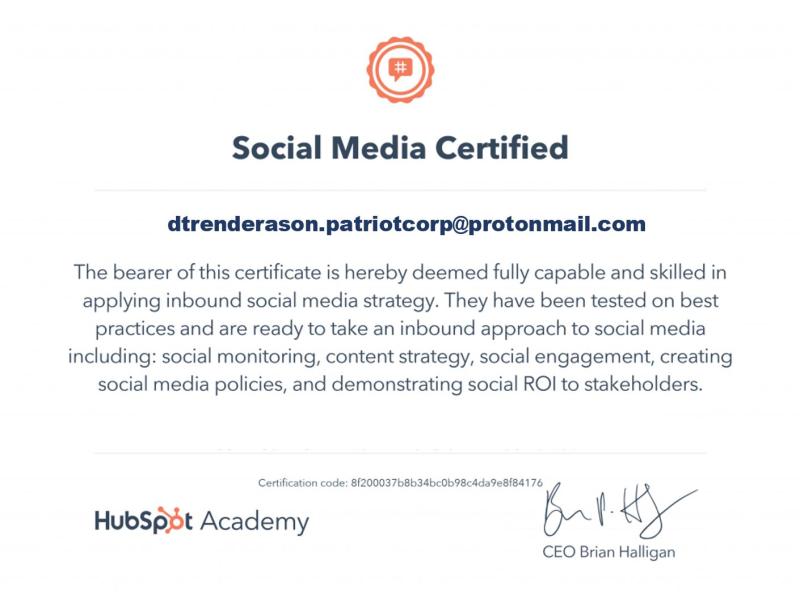 #
Social Media Certified
dtrenderason.patriotcorp@protonmail.com
The bearer of this certificate is hereby deemed fully capable and skilled in
applying inbound social media strategy. They have been tested on best
practices and are ready to take an inbound approach to social media
including: social monitoring, content strategy, social engagement, creating
social media policies, and demonstrating social ROI to stakeholders.
Certification code: 8f200037b8b34bc0b98c4da9e8f84176
HubSpot Academy
CEO Brian Halligan